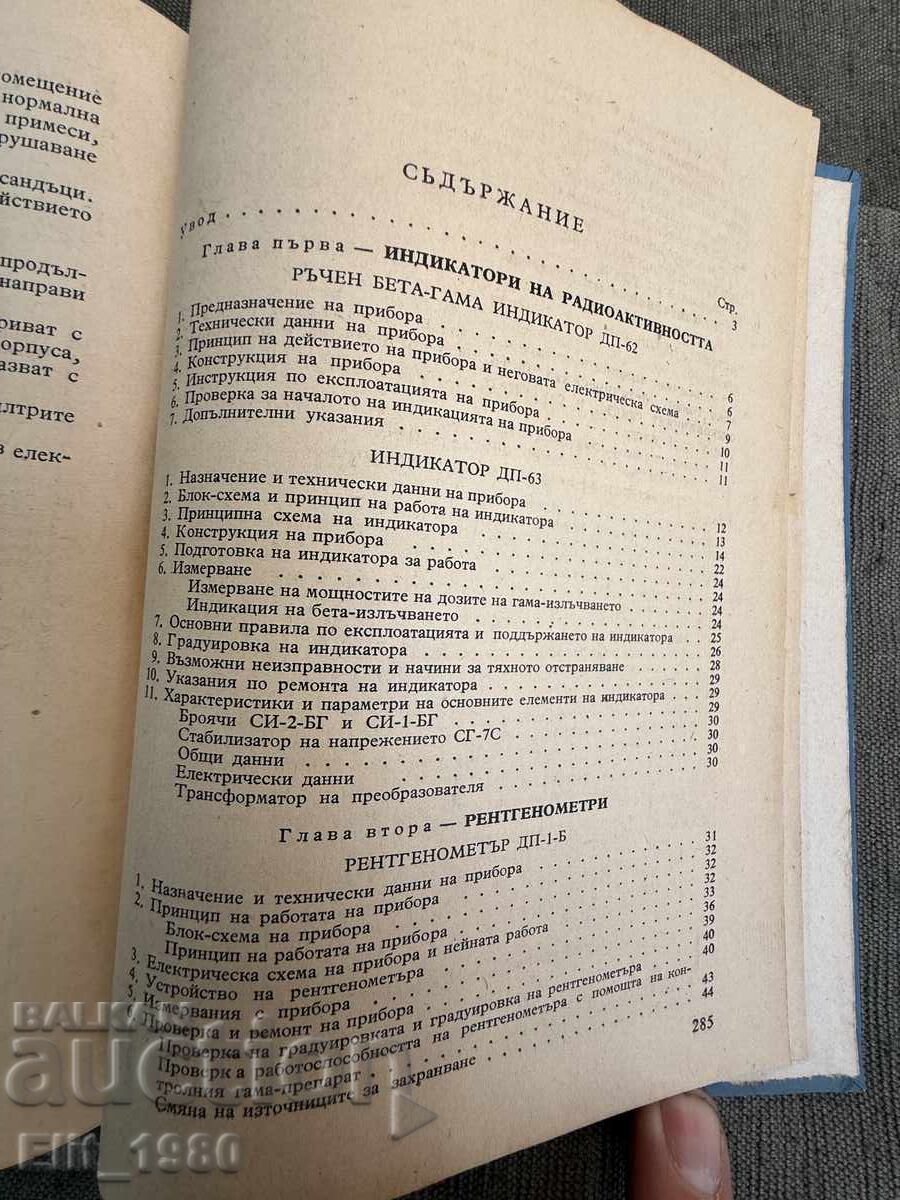 омещение
нормална
примеси,
рушаване
сандъци.
йствието
продъл-
направи
риват с
орпуса,
азват с
лтрите
в елек-
СЪДЪРЖАНИЕ
Стр.
Увод . . . . . . . . . . . . . . . . 3
Глава първа — ИНДИКАТОРИ НА РАДИОАКТИВНОСТТА
РЪЧЕН БЕТА-ГАМА ИНДИКАТОР ДП-62
1. Предназначение на прибора . . . . . . 6
2. Технически данни на прибора . . . . . . 6
3. Принцип на действието на прибора и неговата електрическа схема . 7
4. Конструкция на прибора . . . . . . 9
5. Инструкция по експлоатацията на прибора . . . . . . 10
6. Проверка за началото на индикацията на прибора . . . . . . 11
7. Допълнителни указания . . . . . . 11
ИНДИКАТОР ДП-63
1. Назначение и технически данни на прибора . . . . . . 12
2. Блок-схема и принцип на работа на индикатора . . . . . . 13
3. Принципна схема на индикатора . . . . . . 14
4. Конструкция на прибора . . . . . . 22
5. Подготовка на индикатора за работа . . . . . . 24
6. Измерване . . . . . . 24
Измерване на мощностите на дозите на гама-излъчването . . . . 24
Индикация на бета-излъчването . . . . . . 24
7. Основни правила по експлоатацията и поддържането на индикатора . . 25
8. Градуировка на индикатора . . . . . . 26
9. Възможни неизправности и начини за тяхното отстраняване . . . . 28
10. Указания по ремонта на индикатора . . . . . . 29
11. Характеристики и параметри на основните елементи на индикатора . . 29
Броячи СИ-2-БГ и СИ-1-БГ . . . . . . 29
Стабилизатор на напрежението СГ-7С . . . . . . 30
Общи данни . . . . . . 30
Електрически данни . . . . . . 30
Трансформатор на преобразователя . . . . . . 30
Глава втора — РЕНТГЕНОМЕТРИ
РЕНТГЕНОМЕТЪР ДП-1-Б
1. Назначение и технически данни на прибора . . . . . . 31
2. Принцип на работата на прибора . . . . . . 32
Блок-схема на прибора . . . . . . 32
Принцип на работата на прибора . . . . . . 32
3. Електрическа схема на прибора и нейната работа . . . . . . 33
4. Устройство на рентгенометъра . . . . . . 36
5. Измервания с прибора . . . . . . 39
6. Проверка и ремонт на прибора . . . . . . 40
Проверка на градуировката и градуировка на рентгенометъра . . . . 40
Проверка работоспособността на рентгенометъра с помощта на кон-
тролния гама-препарат . . . . . . 43
Смяна на източниците за захранване . . . . . . 44
285
BALKAN
auction
Elit_1980